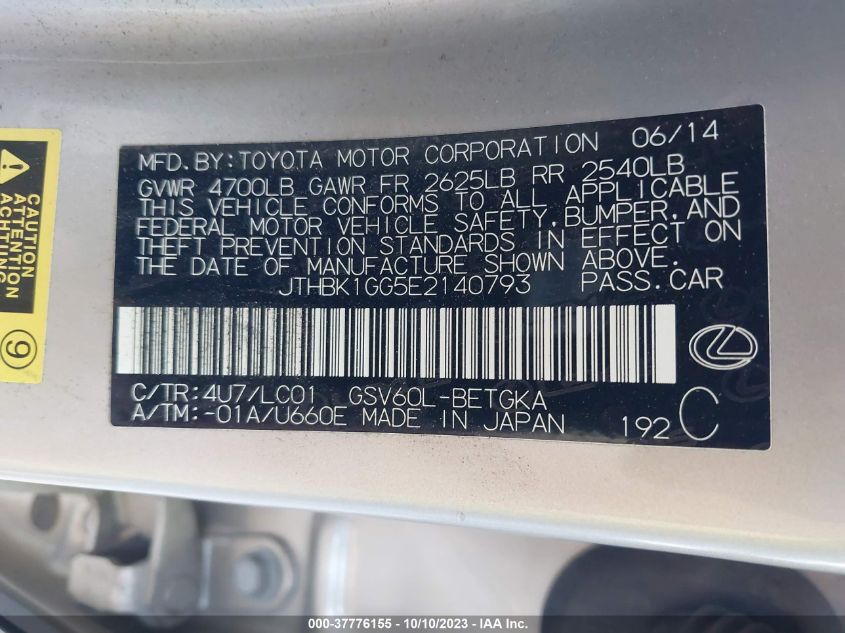 CAUTION
ATTENTION
ACHTUNG
9
MFD. BY: TOYOTA MOTOR CORPORATION 06/14
GVWR 4700LB GAWR FR 2625LB RR 2540LB
THIS VEHICLE CONFORMS TO ALL APPLICABLE
FEDERAL MOTOR VEHICLE SAFETY, BUMPER, AND
THEFT PREVENTION STANDARDS IN EFFECT ON
THE DATE OF MANUFACTURE SHOWN ABOVE.
JTHBK1GG5E2140793 PASS. CAR
C/TR: 4U7/LC01 GSV60L-BETGKA
A/TM: -01A/U660E MADE IN JAPAN 192 C
000-37776155 - 10/10/2023 - IAA Inc.